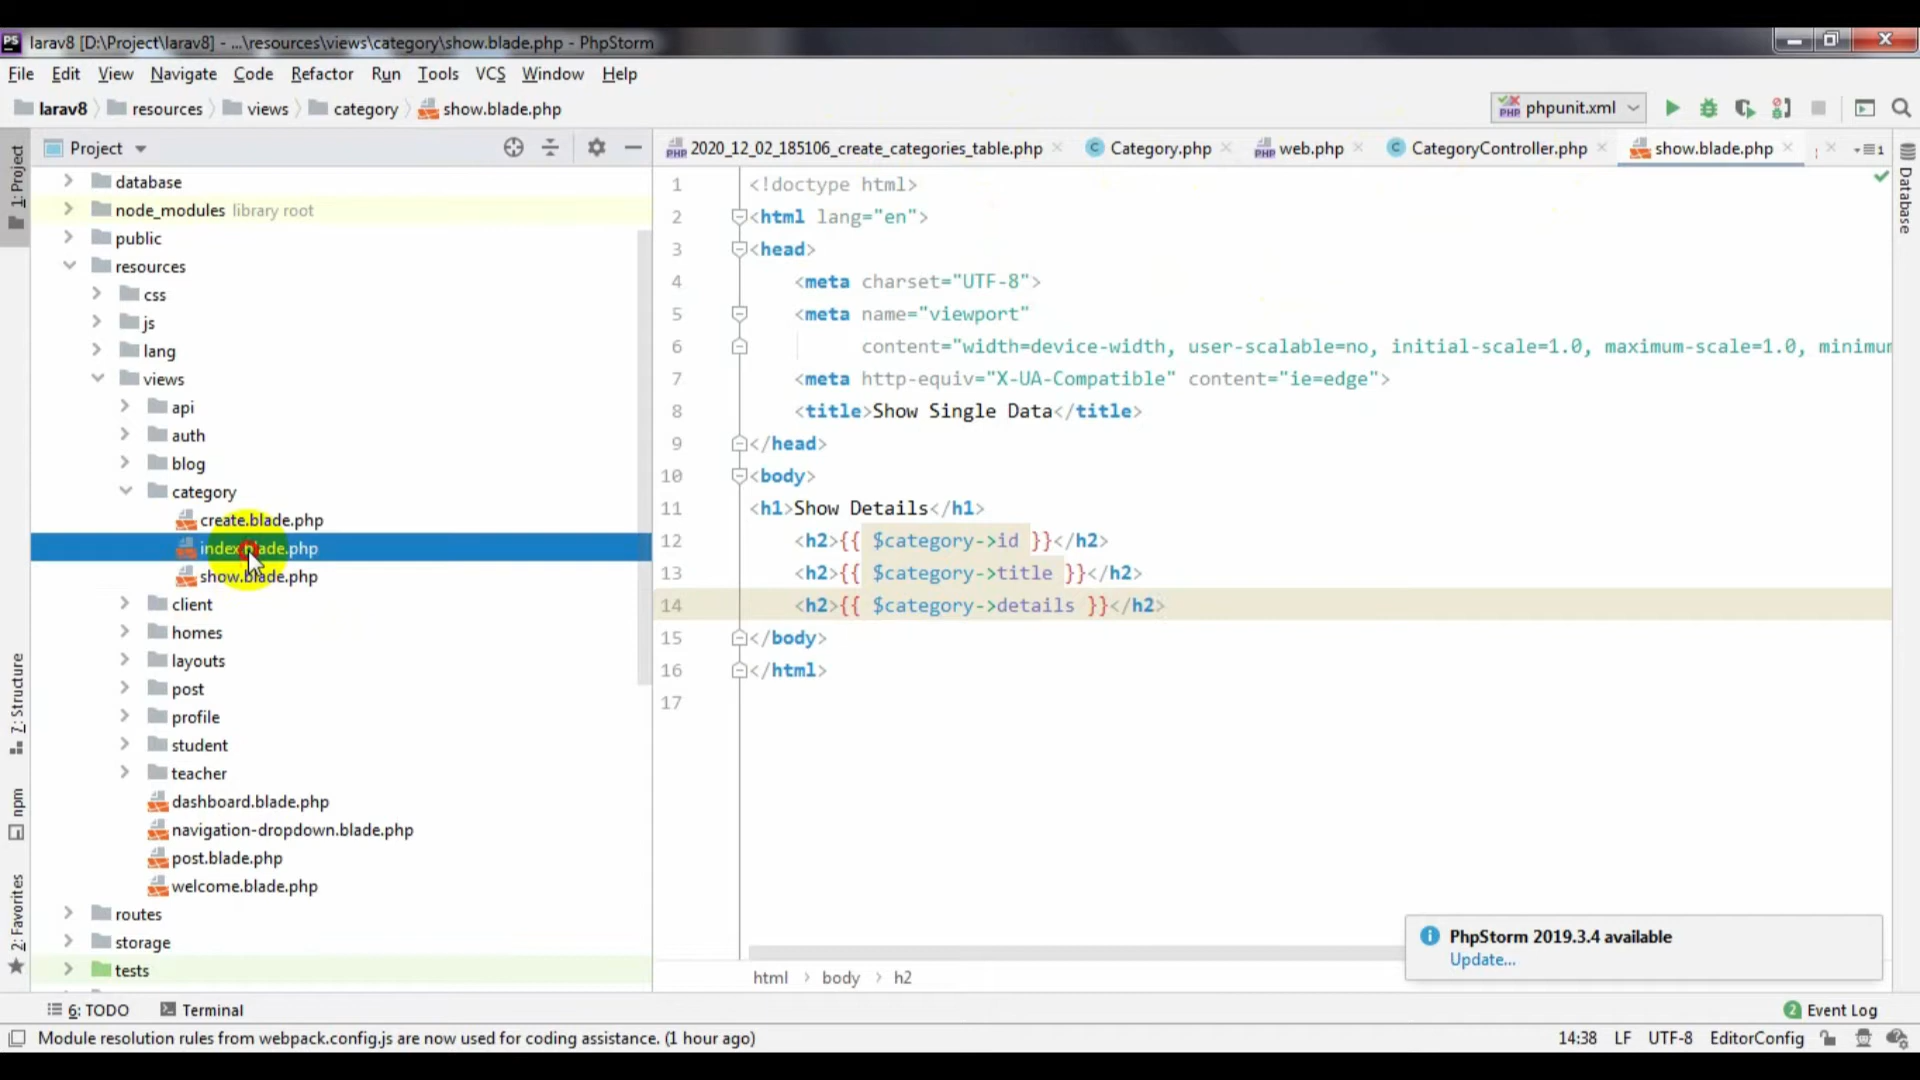 larav8 [D:\Project\larav8] - ...\resources\views\category\show.blade.php - PhpStorm
File Edit View Navigate Code Refactor Run Tools VCS Window Help
larav8 resources views category show.blade.php
phpunit.xml
Project
2020_12_02_185106_create_categories_table.php Category.php web.php CategoryController.php show.blade.php
1: Project
7: Structure
npm
2: Favorites
Database
database
node_modules library root
public
resources
css
js
lang
views
api
auth
blog
category
create.blade.php
index.blade.php
show.blade.php
client
homes
layouts
post
profile
student
teacher
dashboard.blade.php
navigation-dropdown.blade.php
post.blade.php
welcome.blade.php
routes
storage
tests
1 <!doctype html>
2 <html lang="en">
3 <head>
4 <meta charset="UTF-8">
5 <meta name="viewport"
6 content="width=device-width, user-scalable=no, initial-scale=1.0, maximum-scale=1.0, minimum
7 <meta http-equiv="X-UA-Compatible" content="ie=edge">
8 <title>Show Single Data</title>
9 </head>
10 <body>
11 <h1>Show Details</h1>
12 <h2>{{ $category->id }}</h2>
13 <h2>{{ $category->title }}</h2>
14 <h2>{{ $category->details }}</h2>
15 </body>
16 </html>
17
PhpStorm 2019.3.4 available
Update...
html body h2
6: TODO Terminal
2 Event Log
Module resolution rules from webpack.config.js are now used for coding assistance. (1 hour ago)
14:38 LF UTF-8 EditorConfig